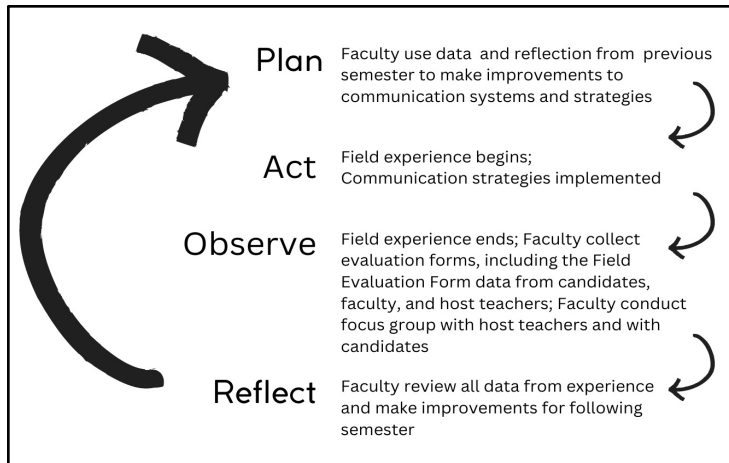 Plan
Faculty use data and reflection from previous
semester to make improvements to
communication systems and strategies
Act
Field experience begins;
Communication strategies implemented
Observe
Field experience ends; Faculty collect
evaluation forms, including the Field
Evaluation Form data from candidates,
faculty, and host teachers; Faculty conduct
focus group with host teachers and with
candidates
Reflect
Faculty review all data from experience
and make improvements for following
semester